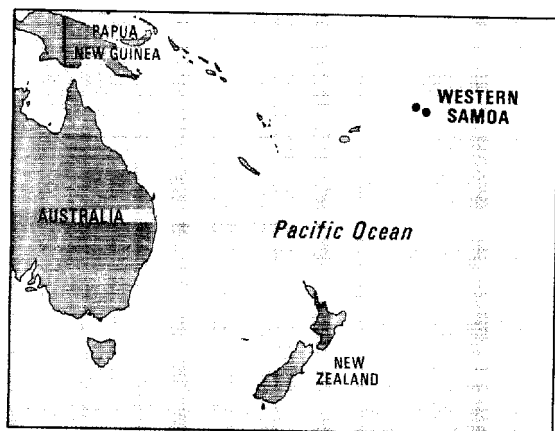 PAPUA
NEW GUINEA
WESTERN
SAMOA
AUSTRALIA
Pacific Ocean
NEW
ZEALAND